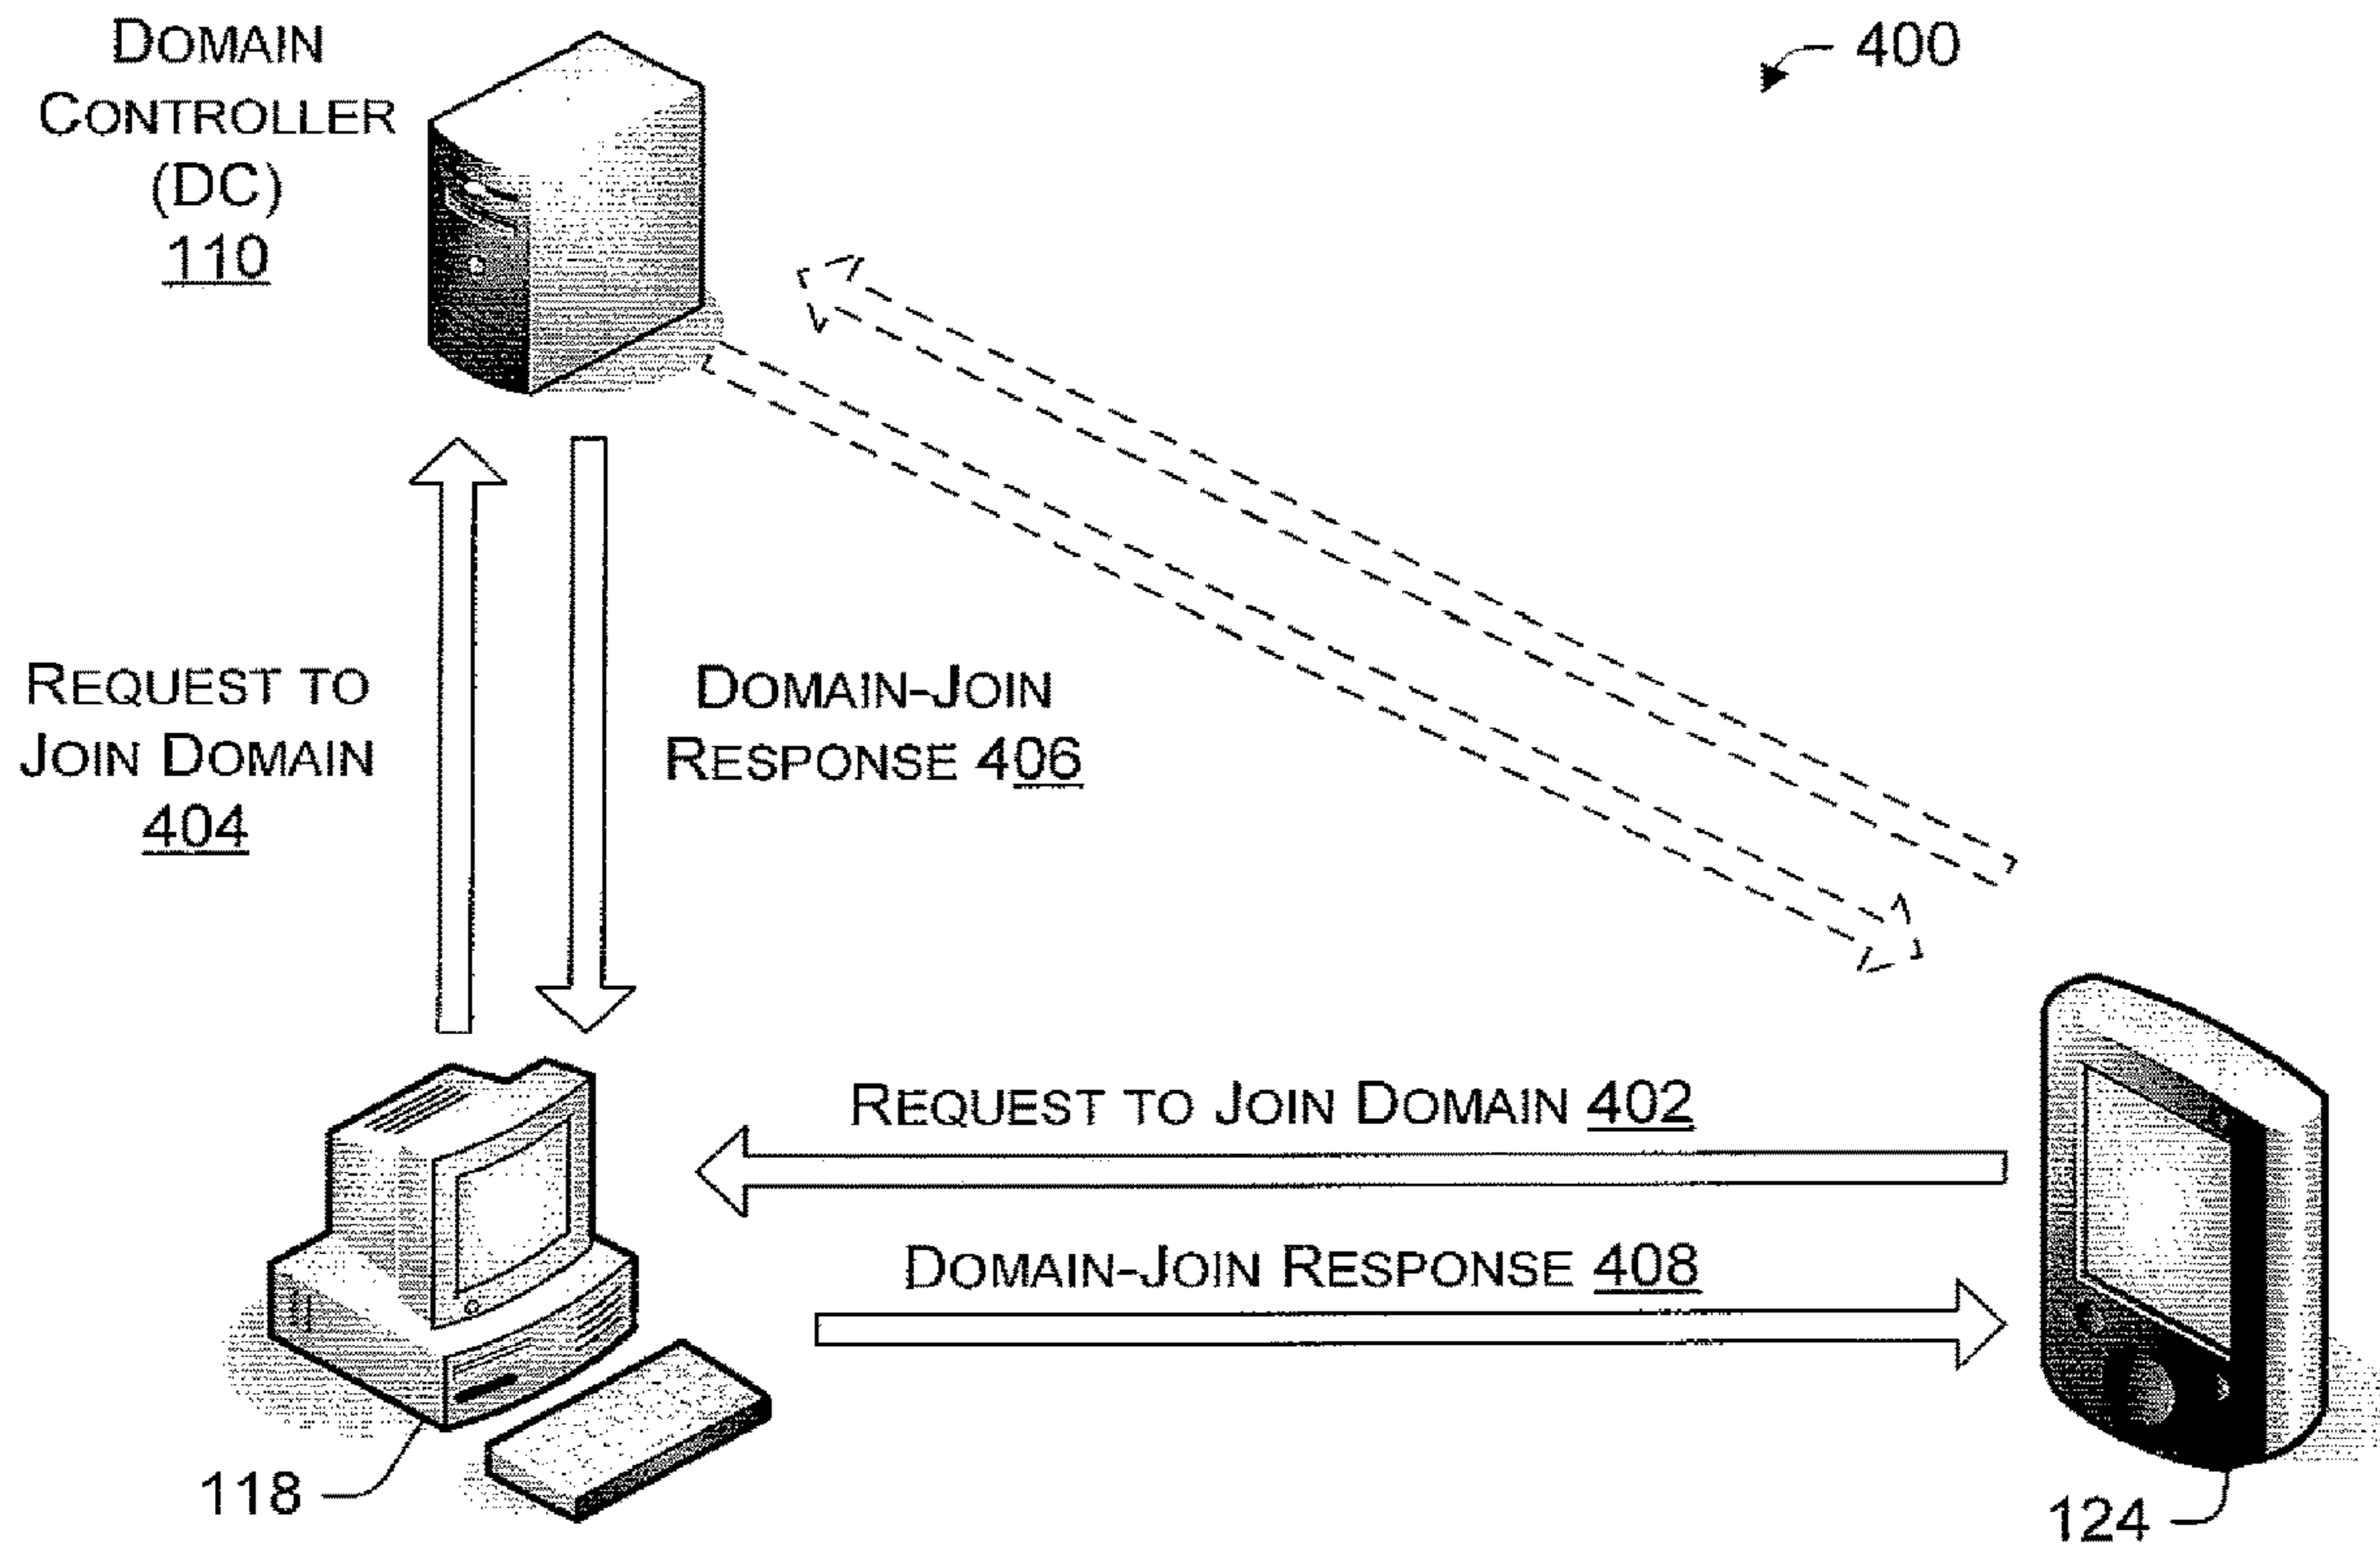 DOMAIN
CONTROLLER
(DC)
110
400
REQUEST TO
JOIN DOMAIN
404
DOMAIN-JOIN
RESPONSE 406
REQUEST TO JOIN DOMAIN 402
DOMAIN-JOIN RESPONSE 408
118
124